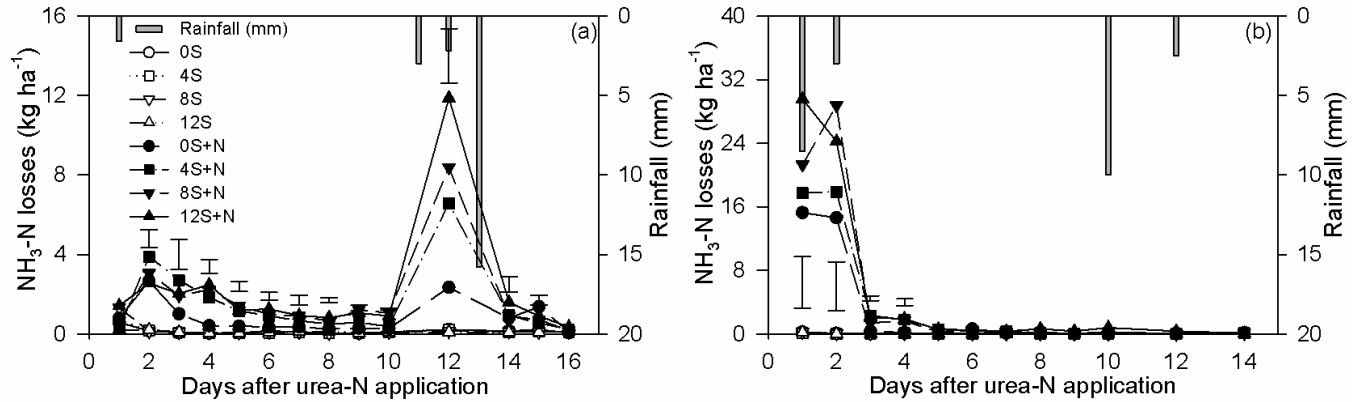 16
12
8
4
0
NH3-N losses (kg ha-1)
Rainfall (mm)
0S
4S
8S
12S
0S+N
4S+N
8S+N
12S+N
(a)
0
5
10
15
20
Rainfall (mm)
0 2 4 6 8 10 12 14 16
Days after urea-N application
40
32
24
16
8
0
NH3-N losses (kg ha-1)
(b)
0
5
10
15
20
Rainfall (mm)
0 2 4 6 8 10 12 14
Days after urea-N application